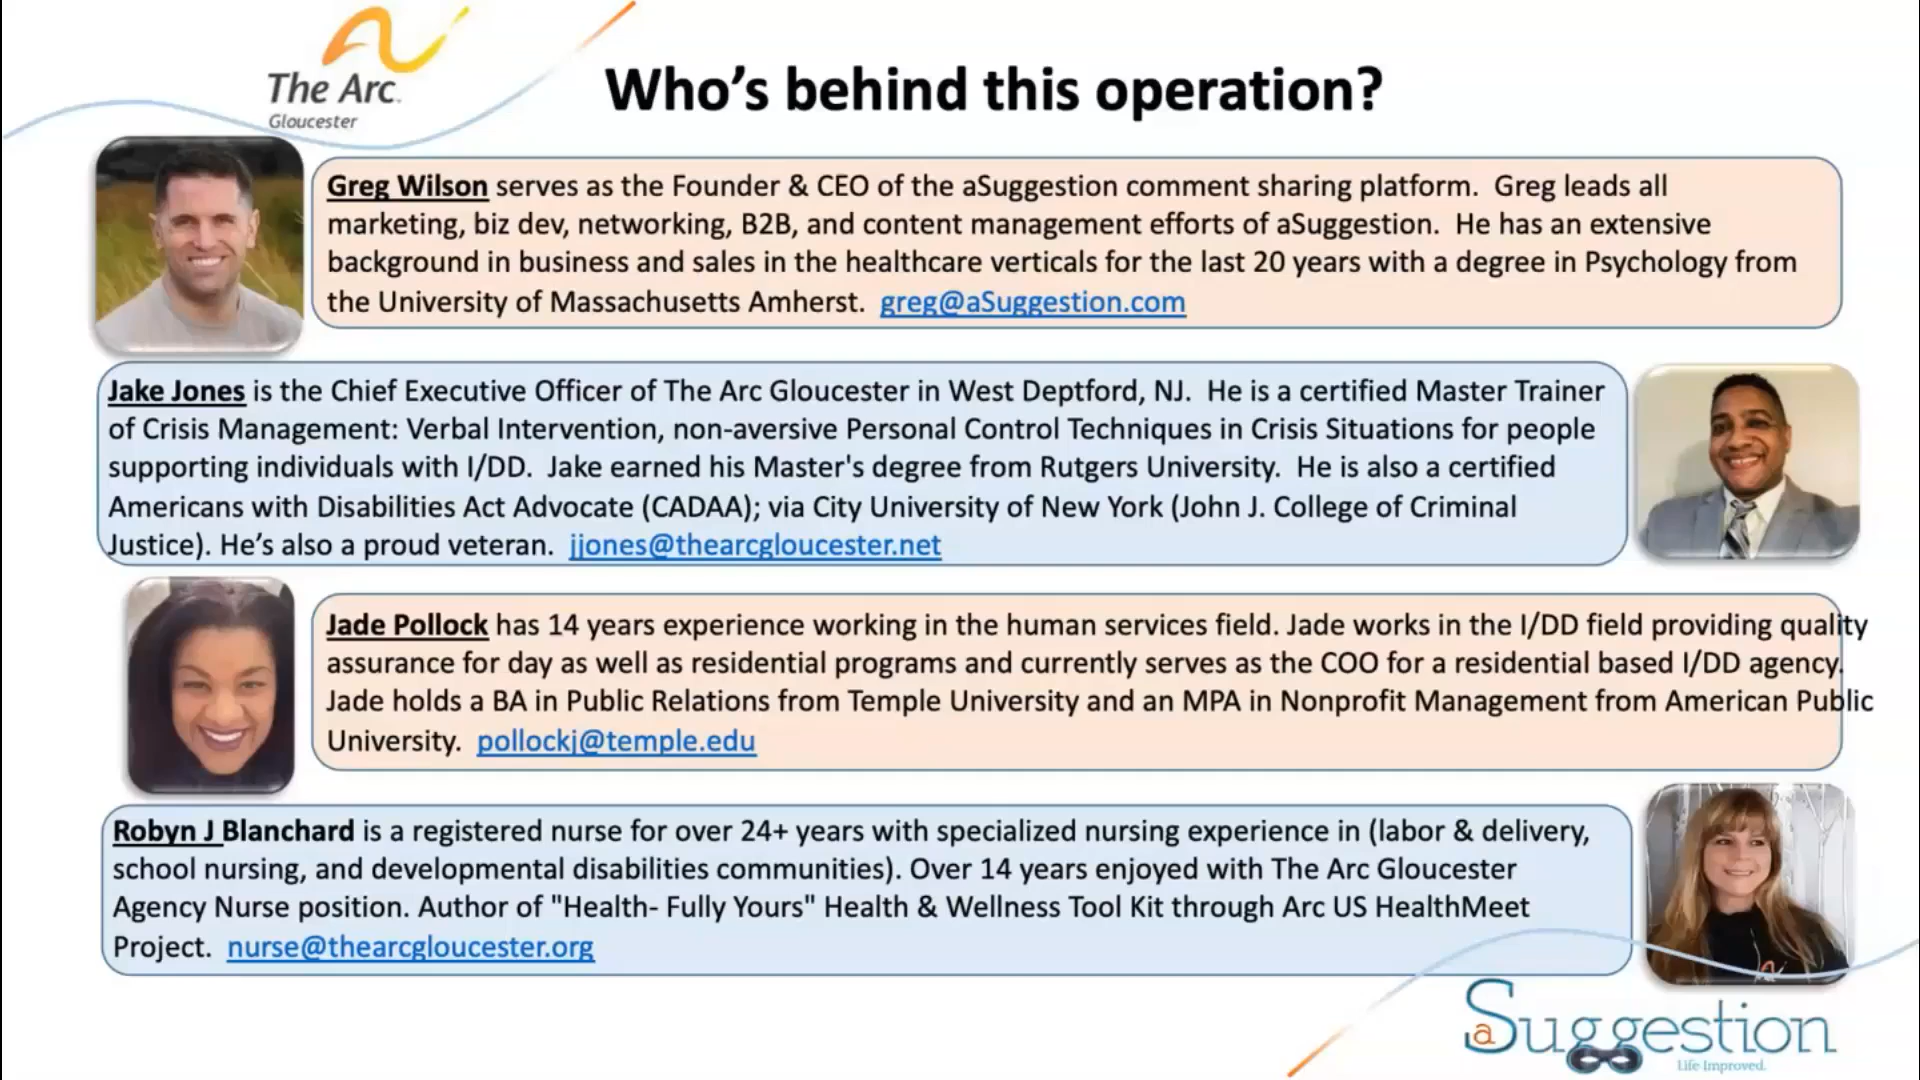 The Arc.
Gloucester
Who's behind this operation?
Greg Wilson serves as the Founder & CEO of the aSuggestion comment sharing platform. Greg leads all
marketing, biz dev, networking, B2B, and content management efforts of aSuggestion. He has an extensive
background in business and sales in the healthcare verticals for the last 20 years with a degree in Psychology from
the University of Massachusetts Amherst. greg@aSuggestion.com
Jake Jones is the Chief Executive Officer of The Arc Gloucester in West Deptford, NJ. He is a certified Master Trainer
of Crisis Management: Verbal Intervention, non-aversive Personal Control Techniques in Crisis Situations for people
supporting individuals with I/DD. Jake earned his Master's degree from Rutgers University. He is also a certified
Americans with Disabilities Act Advocate (CADAA); via City University of New York (John J. College of Criminal
Justice). He's also a proud veteran. jjones@thearcgloucester.net
Jade Pollock has 14 years experience working in the human services field. Jade works in the I/DD field providing quality
assurance for day as well as residential programs and currently serves as the COO for a residential based I/DD agency.
Jade holds a BA in Public Relations from Temple University and an MPA in Nonprofit Management from American Public
University. pollockj@temple.edu
Robyn J Blanchard is a registered nurse for over 24+ years with specialized nursing experience in (labor & delivery,
school nursing, and developmental disabilities communities). Over 14 years enjoyed with The Arc Gloucester
Agency Nurse position. Author of "Health- Fully Yours" Health & Wellness Tool Kit through Arc US HealthMeet
Project. nurse@thearcgloucester.org
aSuggestion
Life Improved.